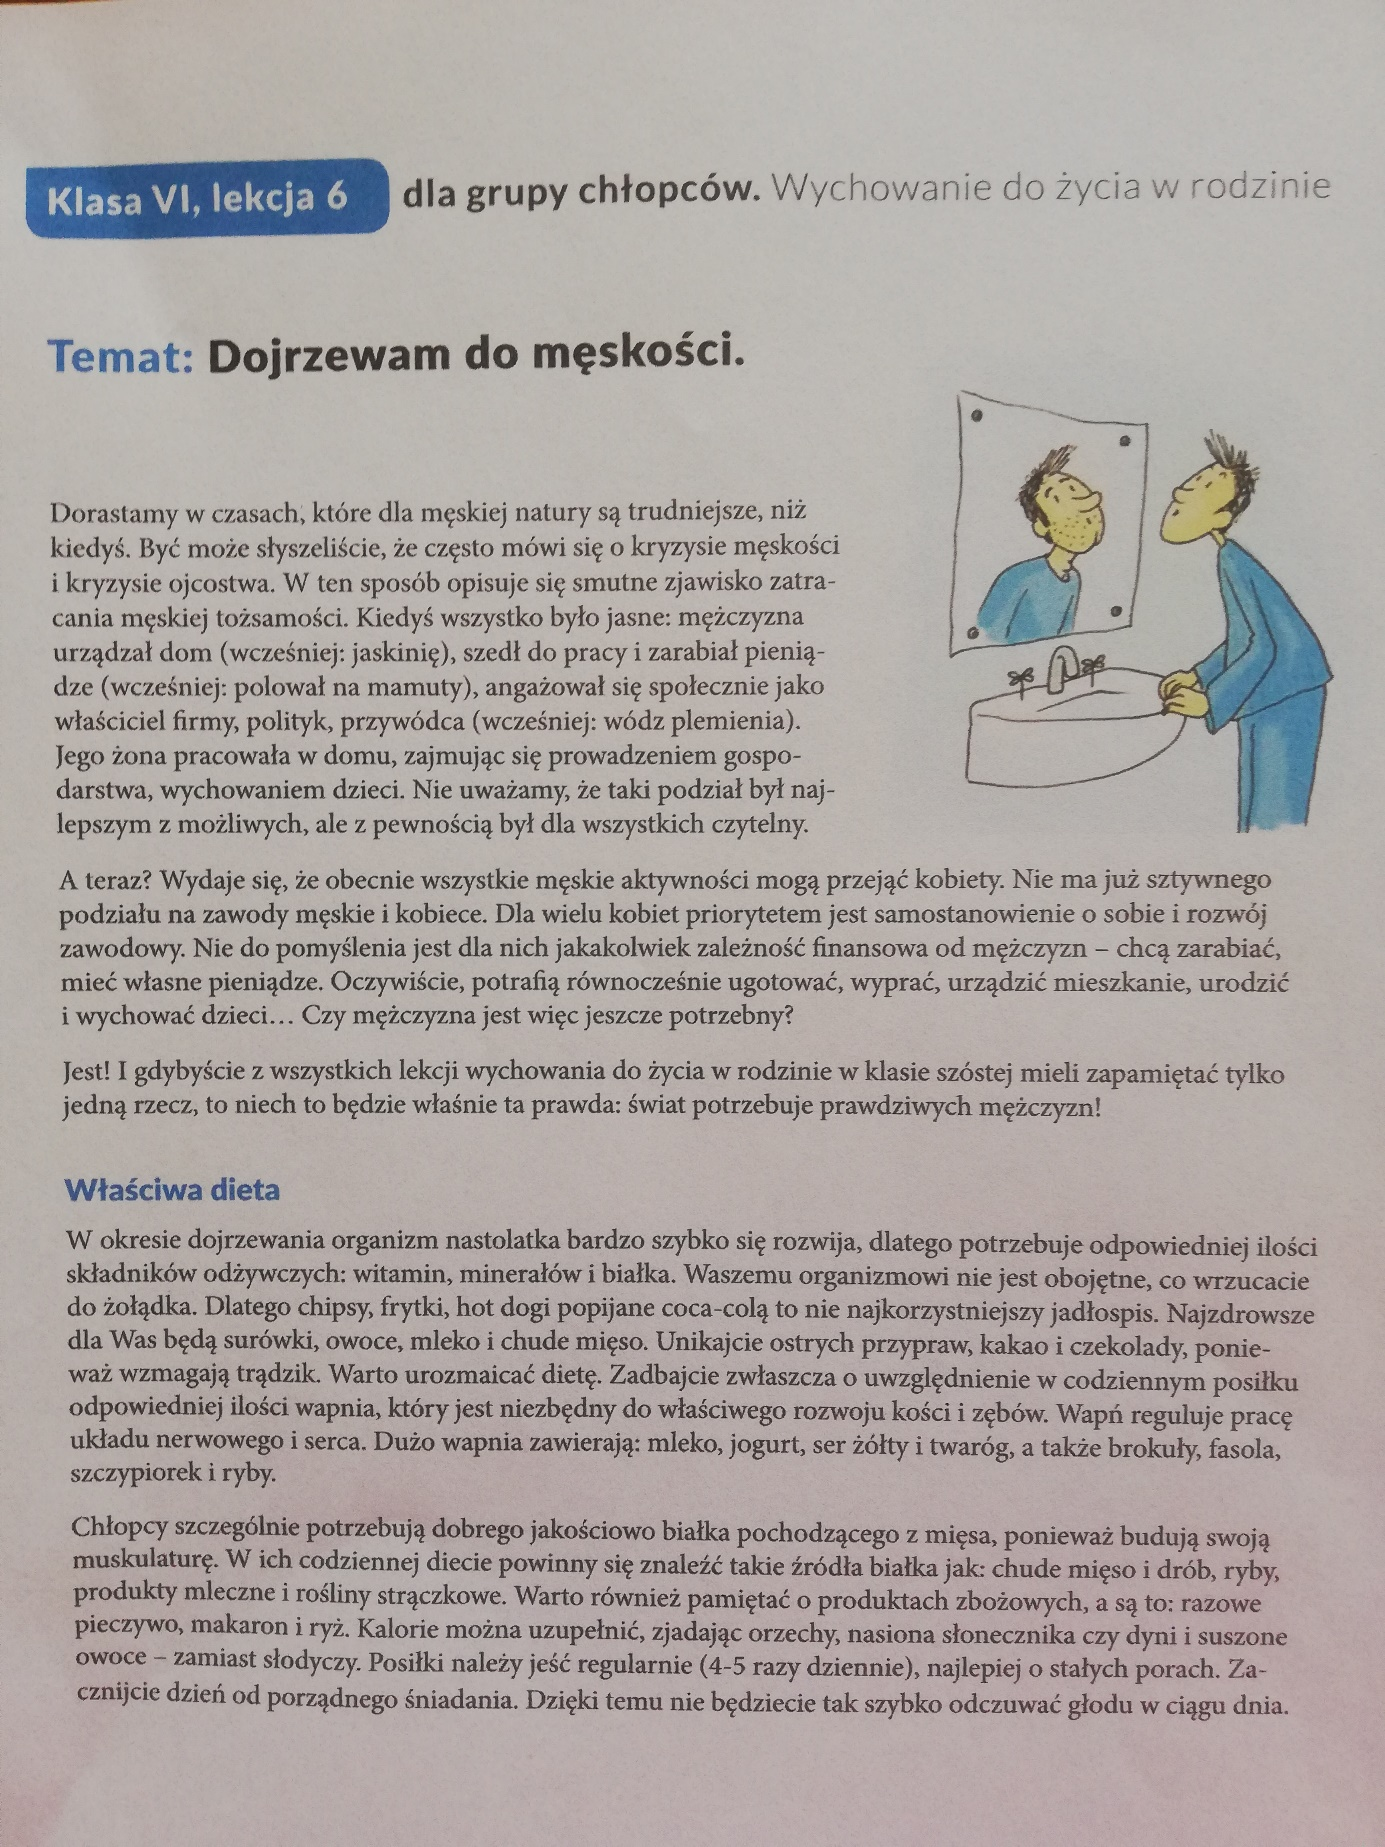 Klasa VI, lekcja 6 dla grupy chłopców. Wychowanie do życia w rodzinie
Temat: Dojrzewam do męskości.
Dorastamy w czasach, które dla męskiej natury są trudniejsze, niż
kiedyś. Być może słyszeliście, że często mówi się o kryzysie męskości
i kryzysie ojcostwa. W ten sposób opisuje się smutne zjawisko zatra-
cania męskiej tożsamości. Kiedyś wszystko było jasne: mężczyzna
urządzał dom (wcześniej: jaskinię), szedł do pracy i zarabiał pienią-
dze (wcześniej: polował na mamuty), angażował się społecznie jako
właściciel firmy, polityk, przywódca (wcześniej: wódz plemienia).
Jego żona pracowała w domu, zajmując się prowadzeniem gospo-
darstwa, wychowaniem dzieci. Nie uważamy, że taki podział był naj-
lepszym z możliwych, ale z pewnością był dla wszystkich czytelny.
A teraz? Wydaje się, że obecnie wszystkie męskie aktywności mogą przejąć kobiety. Nie ma już sztywnego
podziału na zawody męskie i kobiece. Dla wielu kobiet priorytetem jest samostanowienie o sobie i rozwój
zawodowy. Nie do pomyślenia jest dla nich jakakolwiek zależność finansowa od mężczyzn – chcą zarabiać,
mieć własne pieniądze. Oczywiście, potrafią równocześnie ugotować, wyprać, urządzić mieszkanie, urodzić
i wychować dzieci... Czy mężczyzna jest więc jeszcze potrzebny?
Jest! I gdybyście z wszystkich lekcji wychowania do życia w rodzinie w klasie szóstej mieli zapamiętać tylko
jedną rzecz, to niech to będzie właśnie ta prawda: świat potrzebuje prawdziwych mężczyzn!
Właściwa dieta
W okresie dojrzewania organizm nastolatka bardzo szybko się rozwija, dlatego potrzebuje odpowiedniej ilości
składników odżywczych: witamin, minerałów i białka. Waszemu organizmowi nie jest obojętne, co wrzucacie
do żołądka. Dlatego chipsy, frytki, hot dogi popijane coca-colą to nie najkorzystniejszy jadłospis. Najzdrowsze
dla Was będą surówki, owoce, mleko i chude mięso. Unikajcie ostrych przypraw, kakao i czekolady, ponie-
waż wzmagają trądzik. Warto urozmaicać dietę. Zadbajcie zwłaszcza o uwzględnienie w codziennym posiłku
odpowiedniej ilości wapnia, który jest niezbędny do właściwego rozwoju kości i zębów. Wapń reguluje pracę
układu nerwowego i serca. Dużo wapnia zawierają: mleko, jogurt, ser żółty i twaróg, a także brokuły, fasola,
szczypiorek i ryby.
Chłopcy szczególnie potrzebują dobrego jakościowo białka pochodzącego z mięsa, ponieważ budują swoją
muskulaturę. W ich codziennej diecie powinny się znaleźć takie źródła białka jak: chude mięso i drób, ryby,
produkty mleczne i rośliny strączkowe. Warto również pamiętać o produktach zbożowych, a są to: razowe
pieczywo, makaron i ryż. Kalorie można uzupełnić, zjadając orzechy, nasiona słonecznika czy dyni i suszone
owoce – zamiast słodyczy. Posiłki należy jeść regularnie (4-5 razy dziennie), najlepiej o stałych porach. Za-
cznijcie dzień od porządnego śniadania. Dzięki temu nie będziecie tak szybko odczuwać głodu w ciągu dnia.